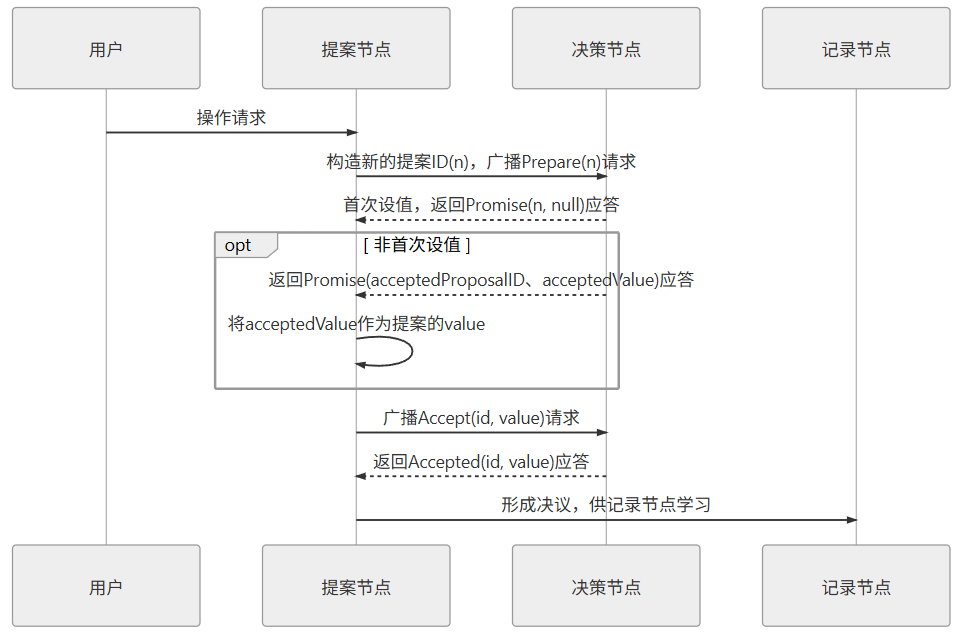 用户
提案节点
决策节点
记录节点
操作请求
构造新的提案ID(n)，广播Prepare(n)请求
首次设值，返回Promise(n, null)应答
opt
[ 非首次设值 ]
返回Promise(acceptedProposalID、acceptedValue)应答
将acceptedValue作为提案的value
广播Accept(id, value)请求
返回Accepted(id, value)应答
形成决议，供记录节点学习
用户
提案节点
决策节点
记录节点